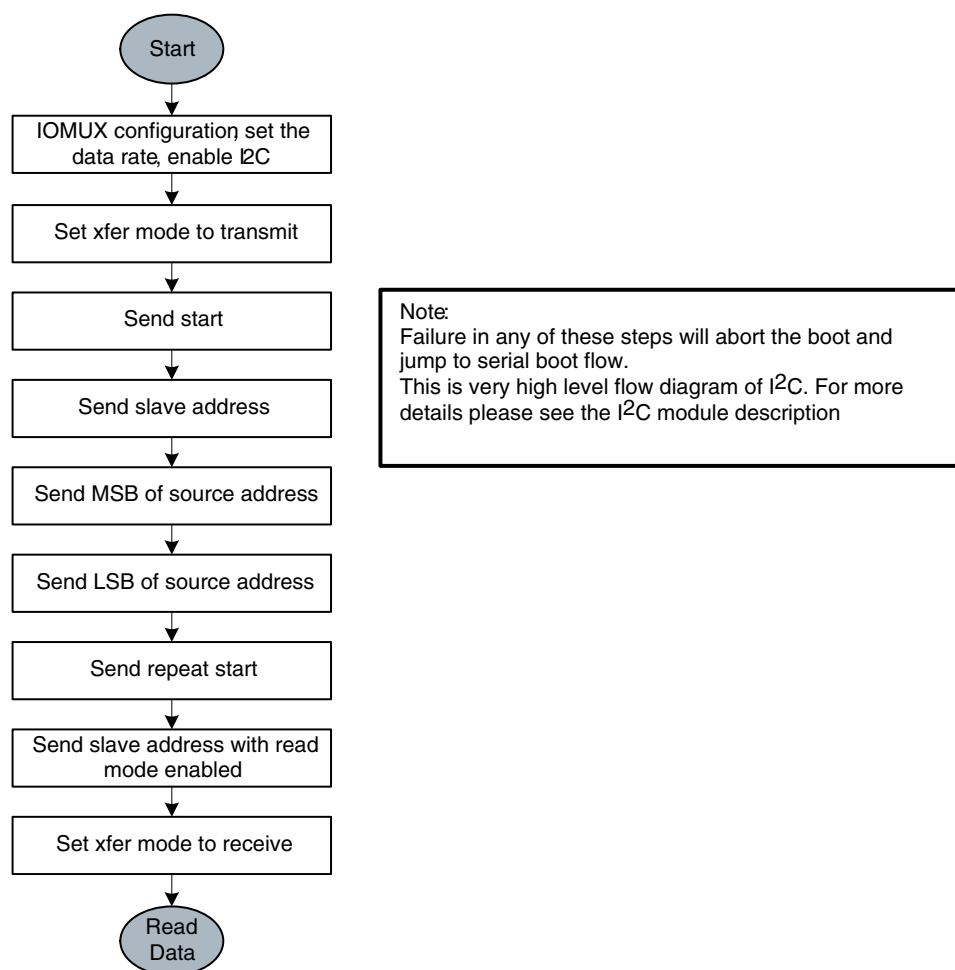 Start
IOMUX configuration, set the
data rate, enable I2C
Set xfer mode to transmit
Send start
Send slave address
Send MSB of source address
Send LSB of source address
Send repeat start
Send slave address with read
mode enabled
Set xfer mode to receive
Read
Data
Note:
Failure in any of these steps will abort the boot and
jump to serial boot flow.
This is very high level flow diagram of I2C. For more
details please see the I2C module description